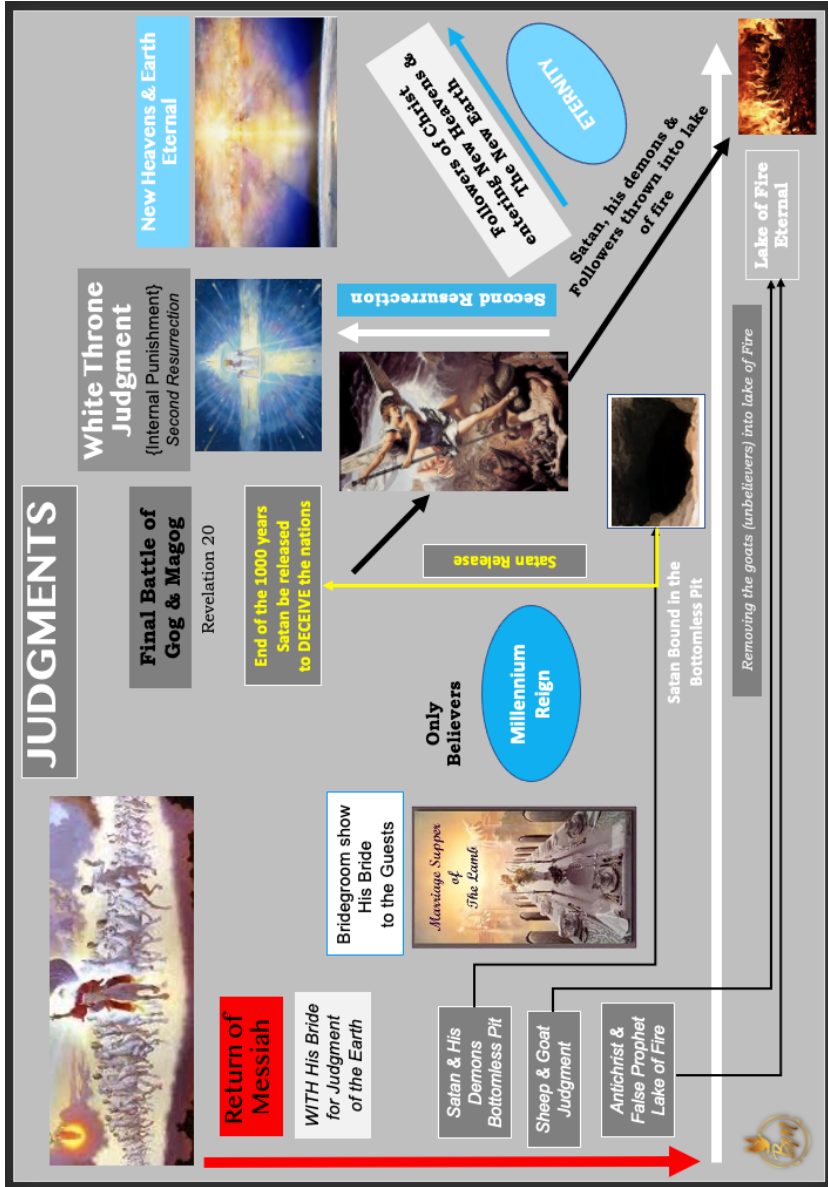 JUDGMENTS
Return of
Messiah
WITH His Bride
for Judgment
of the Earth
Satan & His
Demons
Bottomless Pit
Sheep & Goat
Judgment
Antichrist &
False Prophet
Lake of Fire
Bridegroom show
His Bride
to the Guests
Marriage Supper
of
The Lamb
Only
Believers
Millennium
Reign
Final Battle of
Gog & Magog
Revelation 20
End of the 1000 years
Satan be released
to DECEIVE the nations
Satan Release
Satan Bound in the
Bottomless Pit
White Throne
Judgment
{Internal Punishment}
Second Resurrection
Second Resurrection
New Heavens & Earth
Eternal
Followers of Christ
entering New Heavens &
The New Earth
ETERNITY
Satan, his demons &
Followers thrown into lake
of fire
Removing the goats (unbelievers) into lake of Fire
Lake of Fire
Eternal